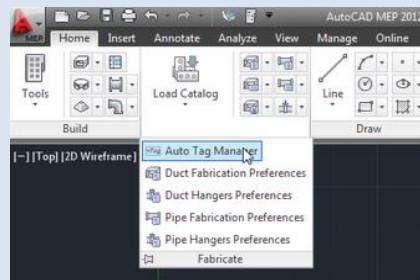 AutoCAD MEP 2012
MEP
Home Insert Annotate Analyze View Manage Online
Tools
Load Catalog
Line
Build
Draw
[−] [Top] [2D Wireframe]
Auto Tag Manager
Duct Fabrication Preferences
Duct Hangers Preferences
Pipe Fabrication Preferences
Pipe Hangers Preferences
Fabricate